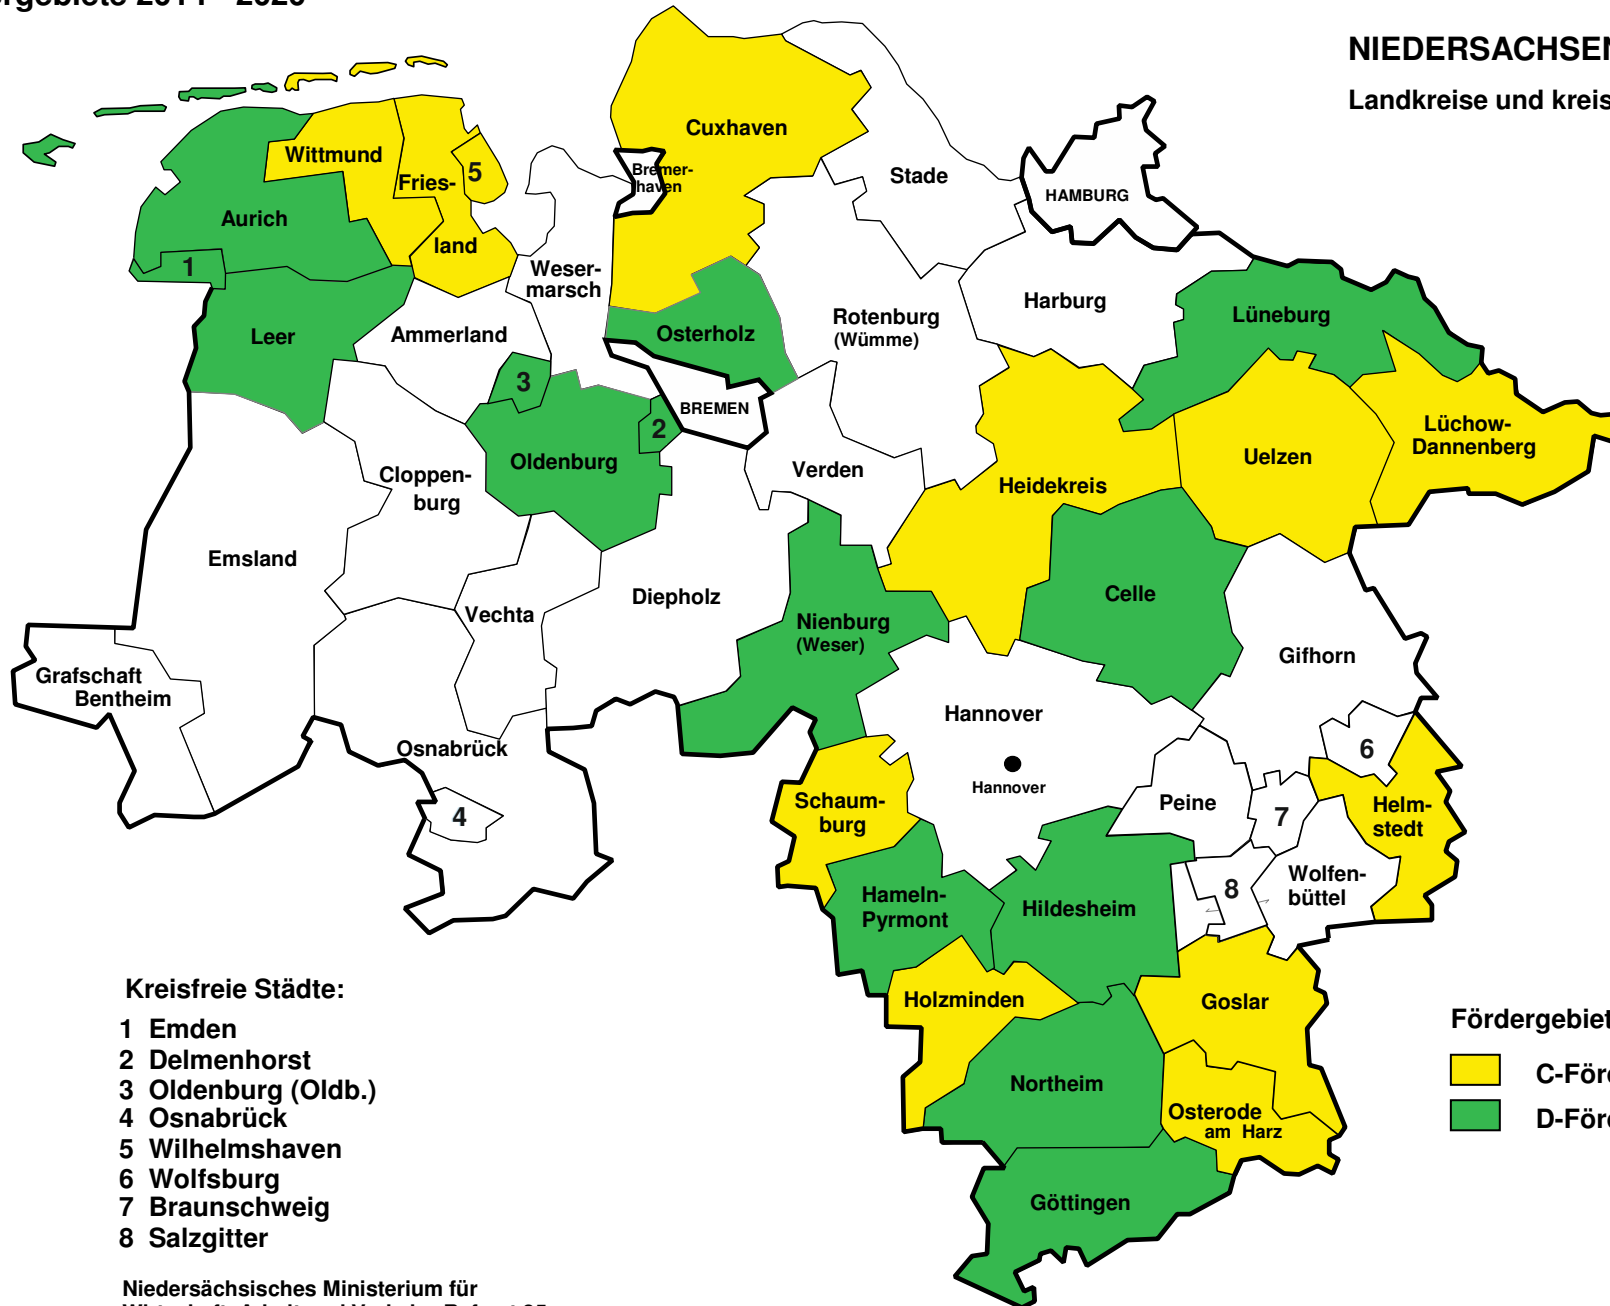 2014 - 2020
NIEDERSACHSEN
Landkreise und
Cuxhaven
Wittmund
Fries-
land
5
Bremer-
haven
Stade
HAMBURG
Aurich
1
Weser-
marsch
Harburg
Lüneburg
Leer
Ammerland
Osterholz
Rotenburg
(Wümme)
3
BREMEN
2
Lüchow-
Dannenberg
Oldenburg
Cloppen-
burg
Verden
Uelzen
Heidekreis
Emsland
Vechta
Diepholz
Nienburg
(Weser)
Celle
Gifhorn
Grafschaft
Bentheim
Hannover
Osnabrück
6
Hannover
4
Schaum-
burg
Peine
7
Helm-
stedt
Hameln-
Pyrmont
Hildesheim
8
Wolfen-
büttel
Holzminden
Goslar
Northeim
Osterode
am Harz
Göttingen
Kreisfreie Städte:
1 Emden
2 Delmenhorst
3 Oldenburg (Oldb.)
4 Osnabrück
5 Wilhelmshaven
6 Wolfsburg
7 Braunschweig
8 Salzgitter
Niedersächsisches Ministerium für
Fördergebiet
C-För
D-För